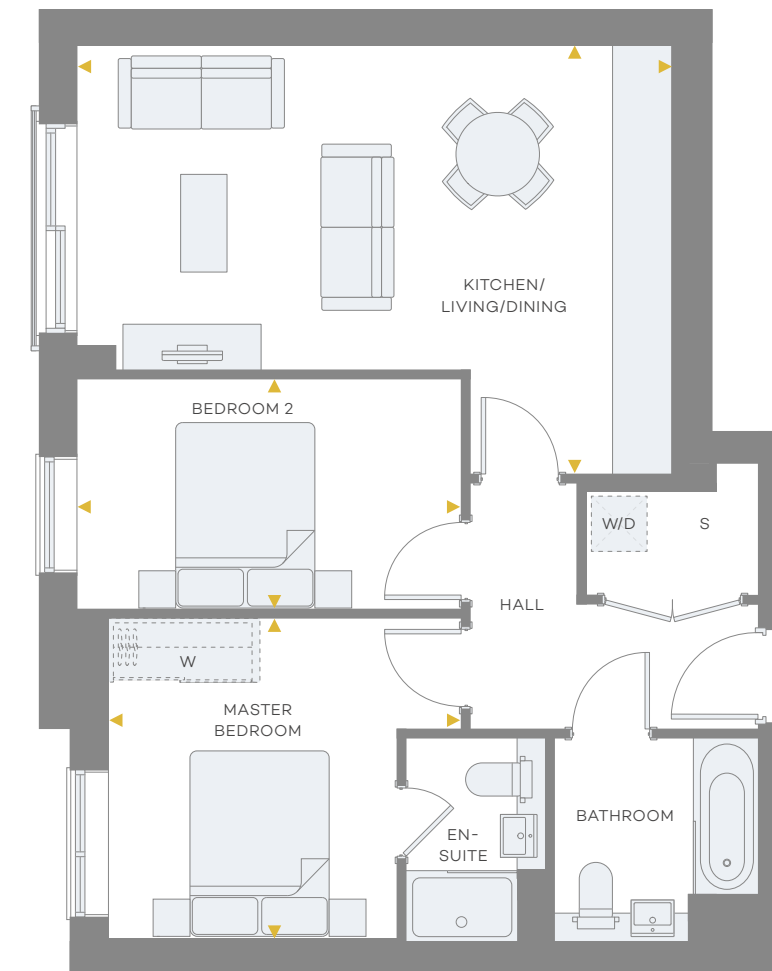 KITCHEN/
LIVING/DINING
BEDROOM 2
W/D
S
HALL
W
MASTER
BEDROOM
BATHROOM
EN-
SUITE